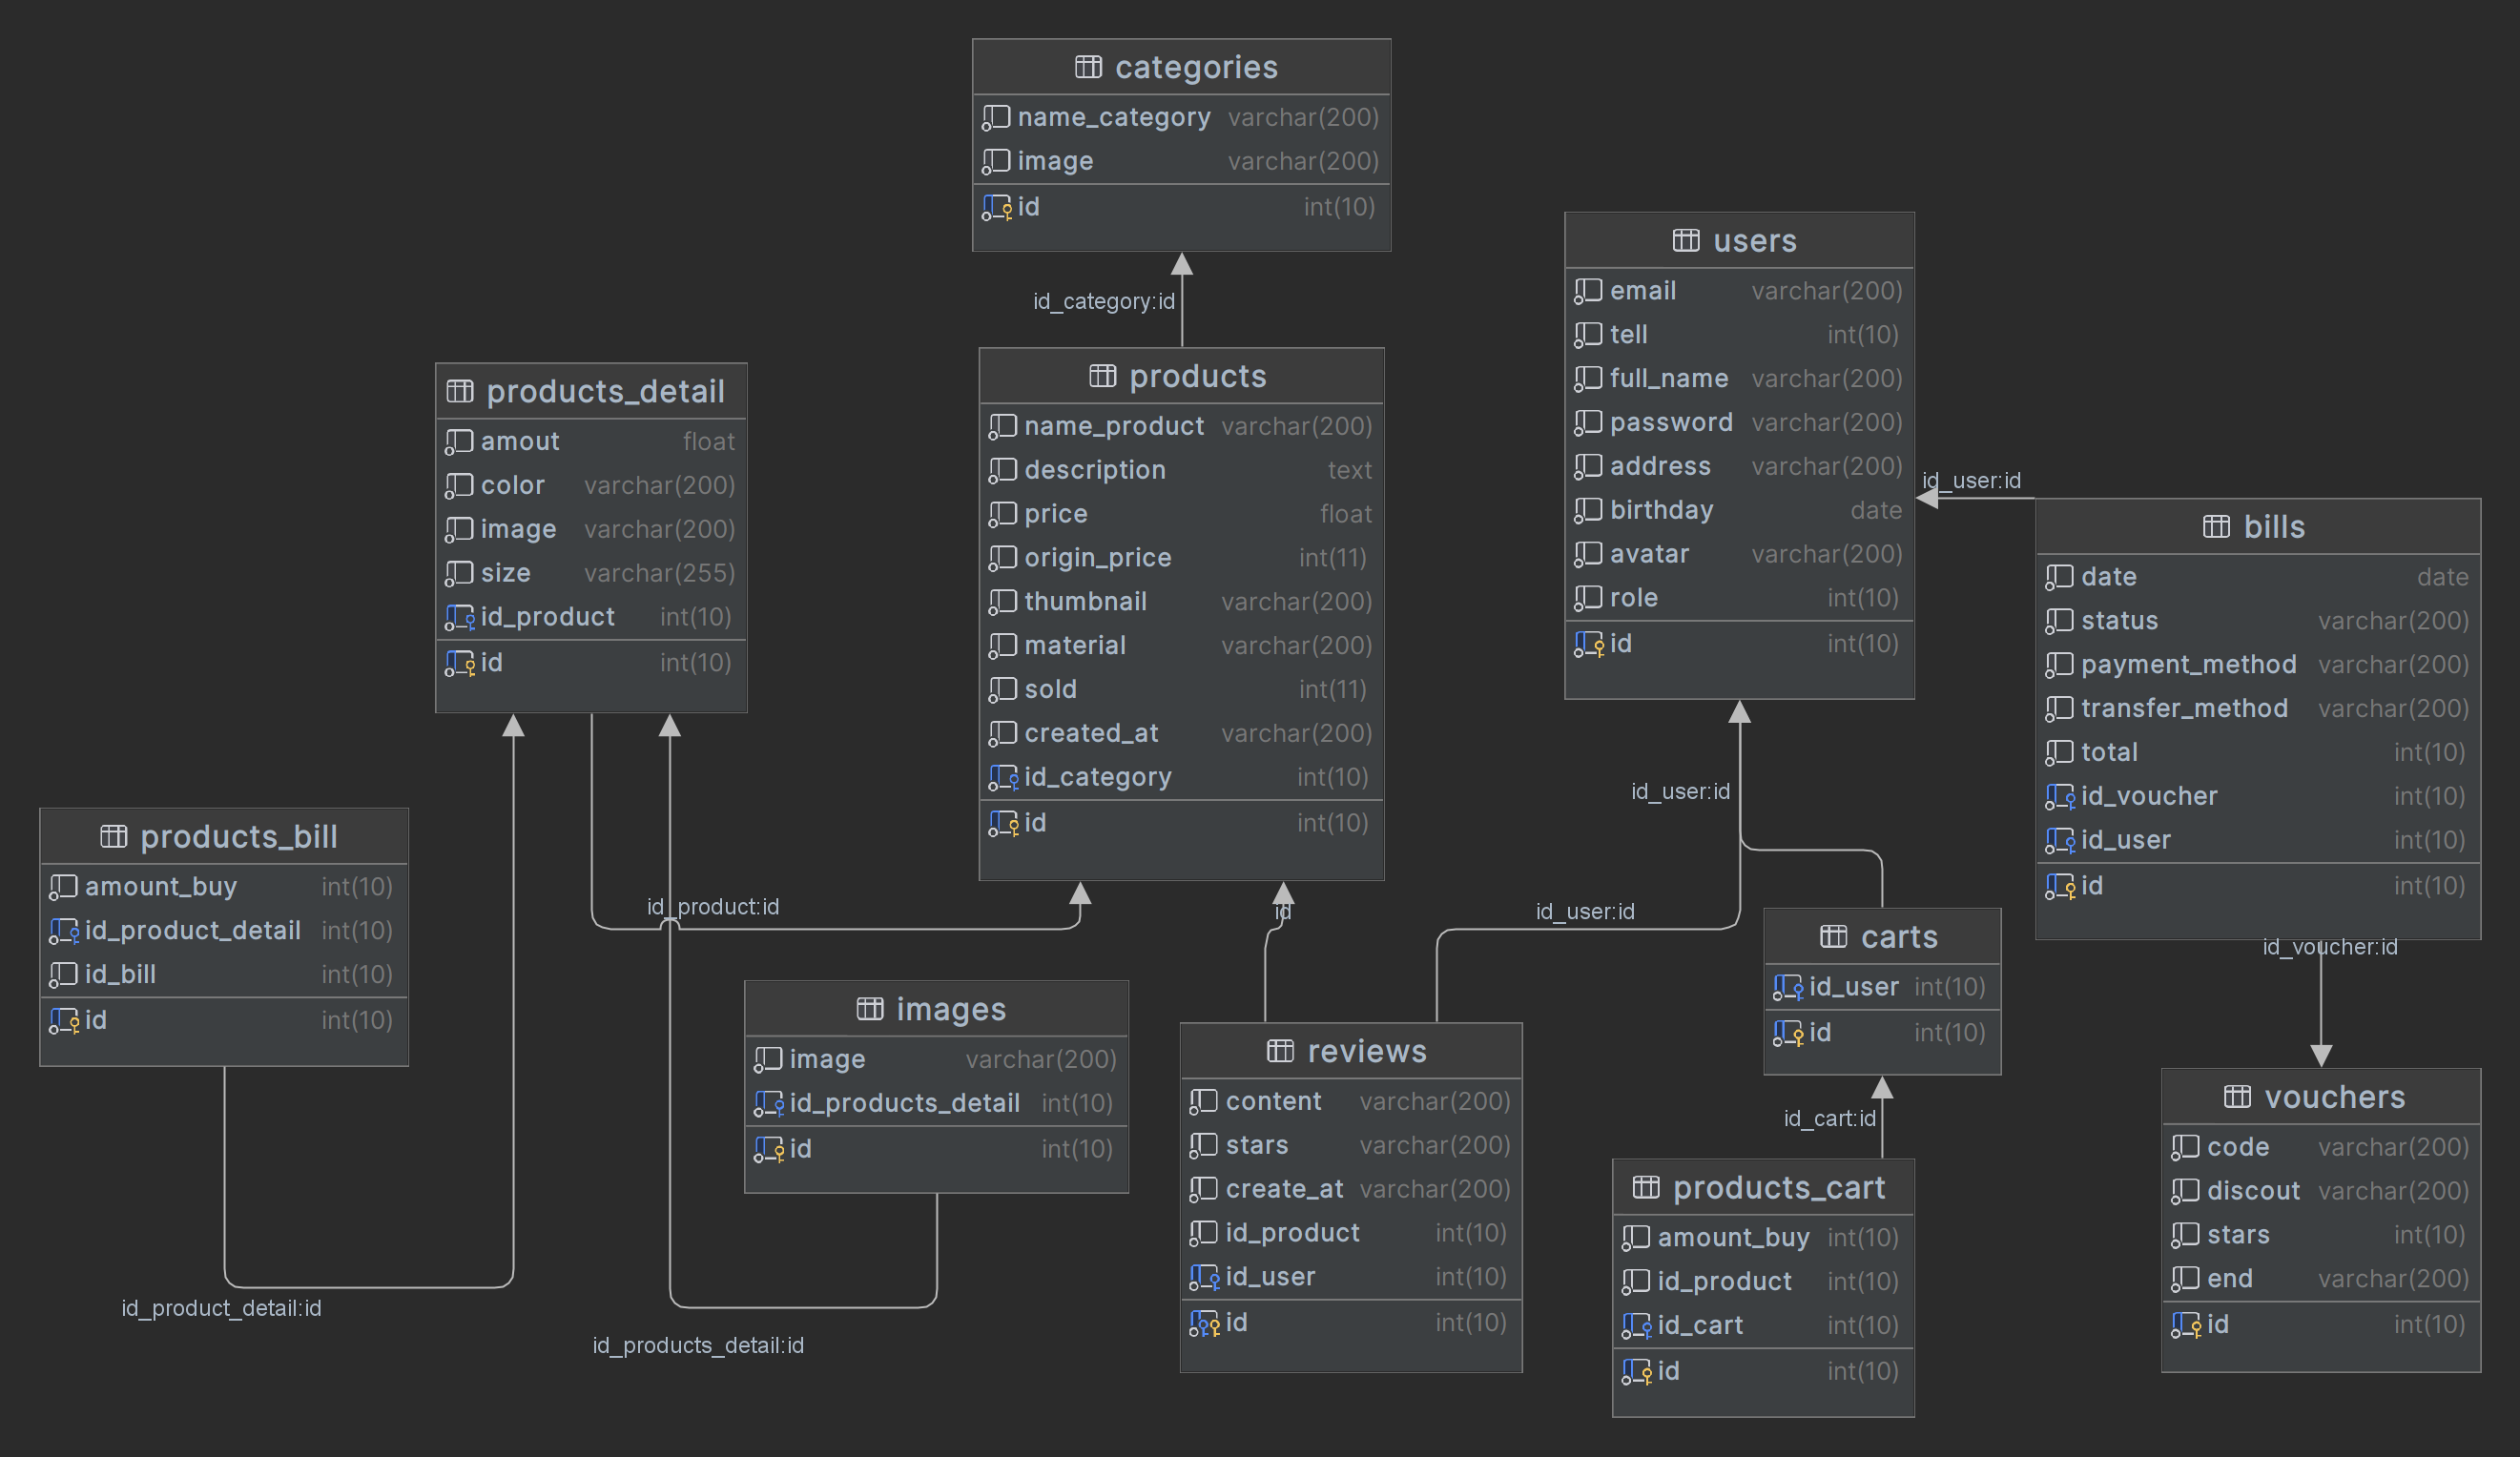 categories
name_category varchar(200)
image varchar(200)
id int(10)
id_category:id
users
email varchar(200)
tell int(10)
full_name varchar(200)
password varchar(200)
address varchar(200)
birthday date
avatar varchar(200)
role int(10)
id int(10)
products_detail
amout float
color varchar(200)
image varchar(200)
size varchar(255)
id_product int(10)
id int(10)
products
name_product varchar(200)
description text
price float
origin_price int(11)
thumbnail varchar(200)
material varchar(200)
sold int(11)
created_at varchar(200)
id_category int(10)
id int(10)
id_user:id
bills
date date
status varchar(200)
payment_method varchar(200)
transfer_method varchar(200)
total int(10)
id_voucher int(10)
id_user int(10)
id int(10)
products_bill
amount_buy int(10)
id_product_detail int(10)
id_bill int(10)
id int(10)
id_product:id
id
id_user:id
id_user:id
carts
id_user int(10)
id int(10)
id_voucher:id
images
image varchar(200)
id_products_detail int(10)
id int(10)
reviews
content varchar(200)
stars varchar(200)
create_at varchar(200)
id_product int(10)
id_user int(10)
id int(10)
id_cart:id
products_cart
amount_buy int(10)
id_product int(10)
id_cart int(10)
id int(10)
vouchers
code varchar(200)
discout varchar(200)
stars int(10)
end varchar(200)
id int(10)
id_product_detail:id
id_products_detail:id